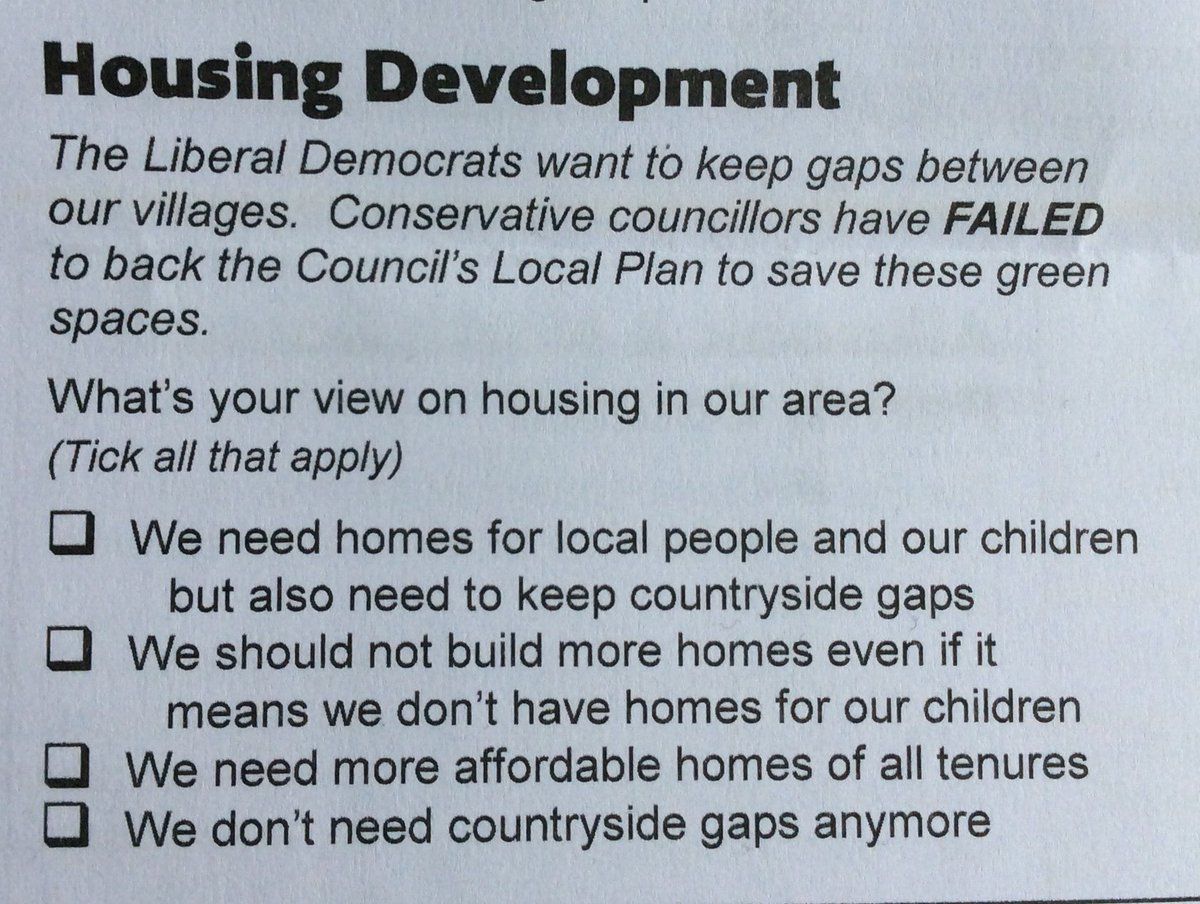 Housing Development
The Liberal Democrats want to keep gaps between
our villages.  Conservative councillors have FAILED
to back the Council's Local Plan to save these green
spaces.
What's your view on housing in our area?
(Tick all that apply)
❑ We need homes for local people and our children
but also need to keep countryside gaps
❑ We should not build more homes even if it
means we don't have homes for our children
❑ We need more affordable homes of all tenures
❑ We don't need countryside gaps anymore